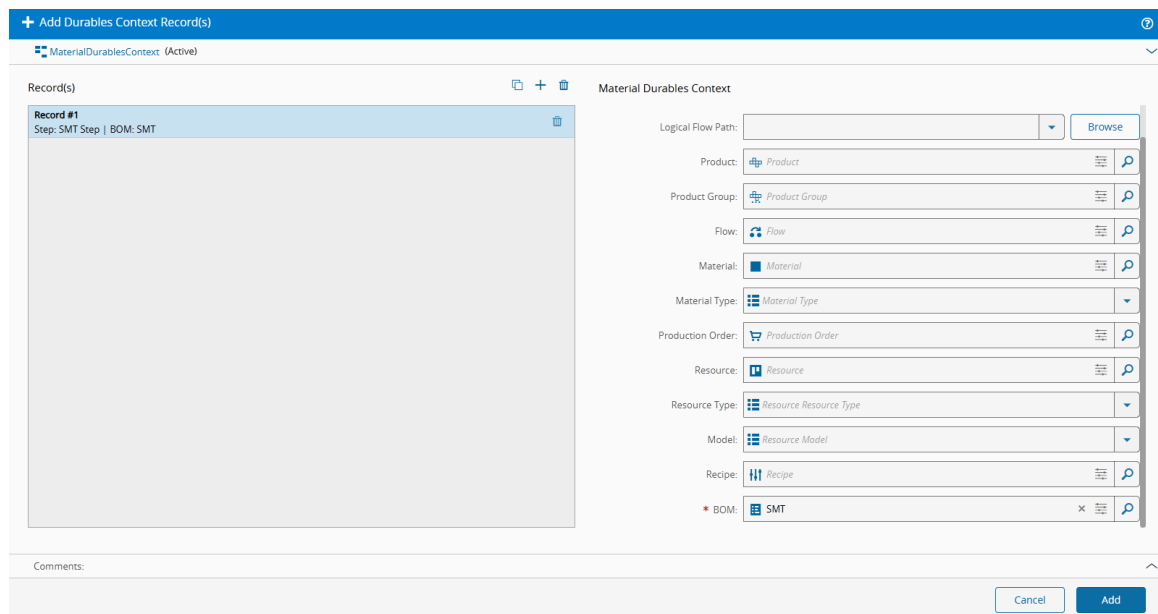 Add Durables Context Record(s)
MaterialDurablesContext (Active)
Record(s)
Record #1
Step: SMT Step | BOM: SMT
Material Durables Context
Logical Flow Path:
Browse
Product: Product
Product Group: Product Group
Flow: Flow
Material: Material
Material Type: Material Type
Production Order: Production Order
Resource: Resource
Resource Type: Resource Resource Type
Model: Resource Model
Recipe: Recipe
* BOM: SMT
Comments:
Cancel
Add